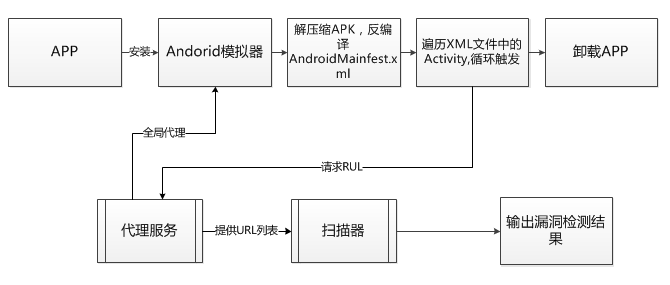 APP
安装
Andorid模拟器
解压缩APK，反编
译
AndroidMainfest.x
ml
遍历XML文件中的
Activity,循环触发
卸载APP
全局代理
请求RUL
代理服务
提供URL列表
扫描器
输出漏洞检测结
果